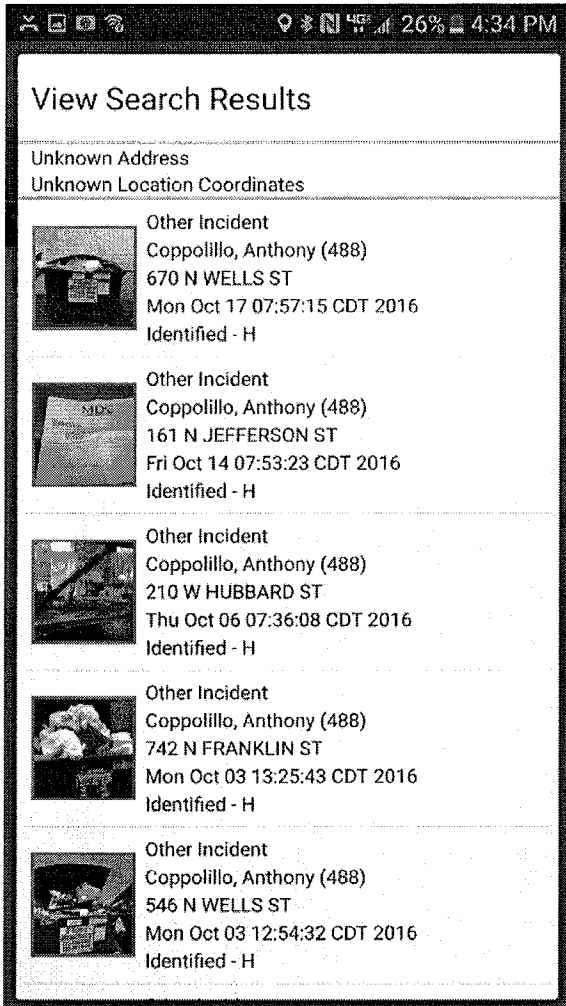 26% 4:34 PM
View Search Results
Unknown Address
Unknown Location Coordinates
Other Incident
Coppolillo, Anthony (488)
670 N WELLS ST
Mon Oct 17 07:57:15 CDT 2016
Identified - H
Other Incident
Coppolillo, Anthony (488)
161 N JEFFERSON ST
Fri Oct 14 07:53:23 CDT 2016
Identified - H
MDS
Other Incident
Coppolillo, Anthony (488)
210 W HUBBARD ST
Thu Oct 06 07:36:08 CDT 2016
Identified - H
Other Incident
Coppolillo, Anthony (488)
742 N FRANKLIN ST
Mon Oct 03 13:25:43 CDT 2016
Identified - H
Other Incident
Coppolillo, Anthony (488)
546 N WELLS ST
Mon Oct 03 12:54:32 CDT 2016
Identified - H